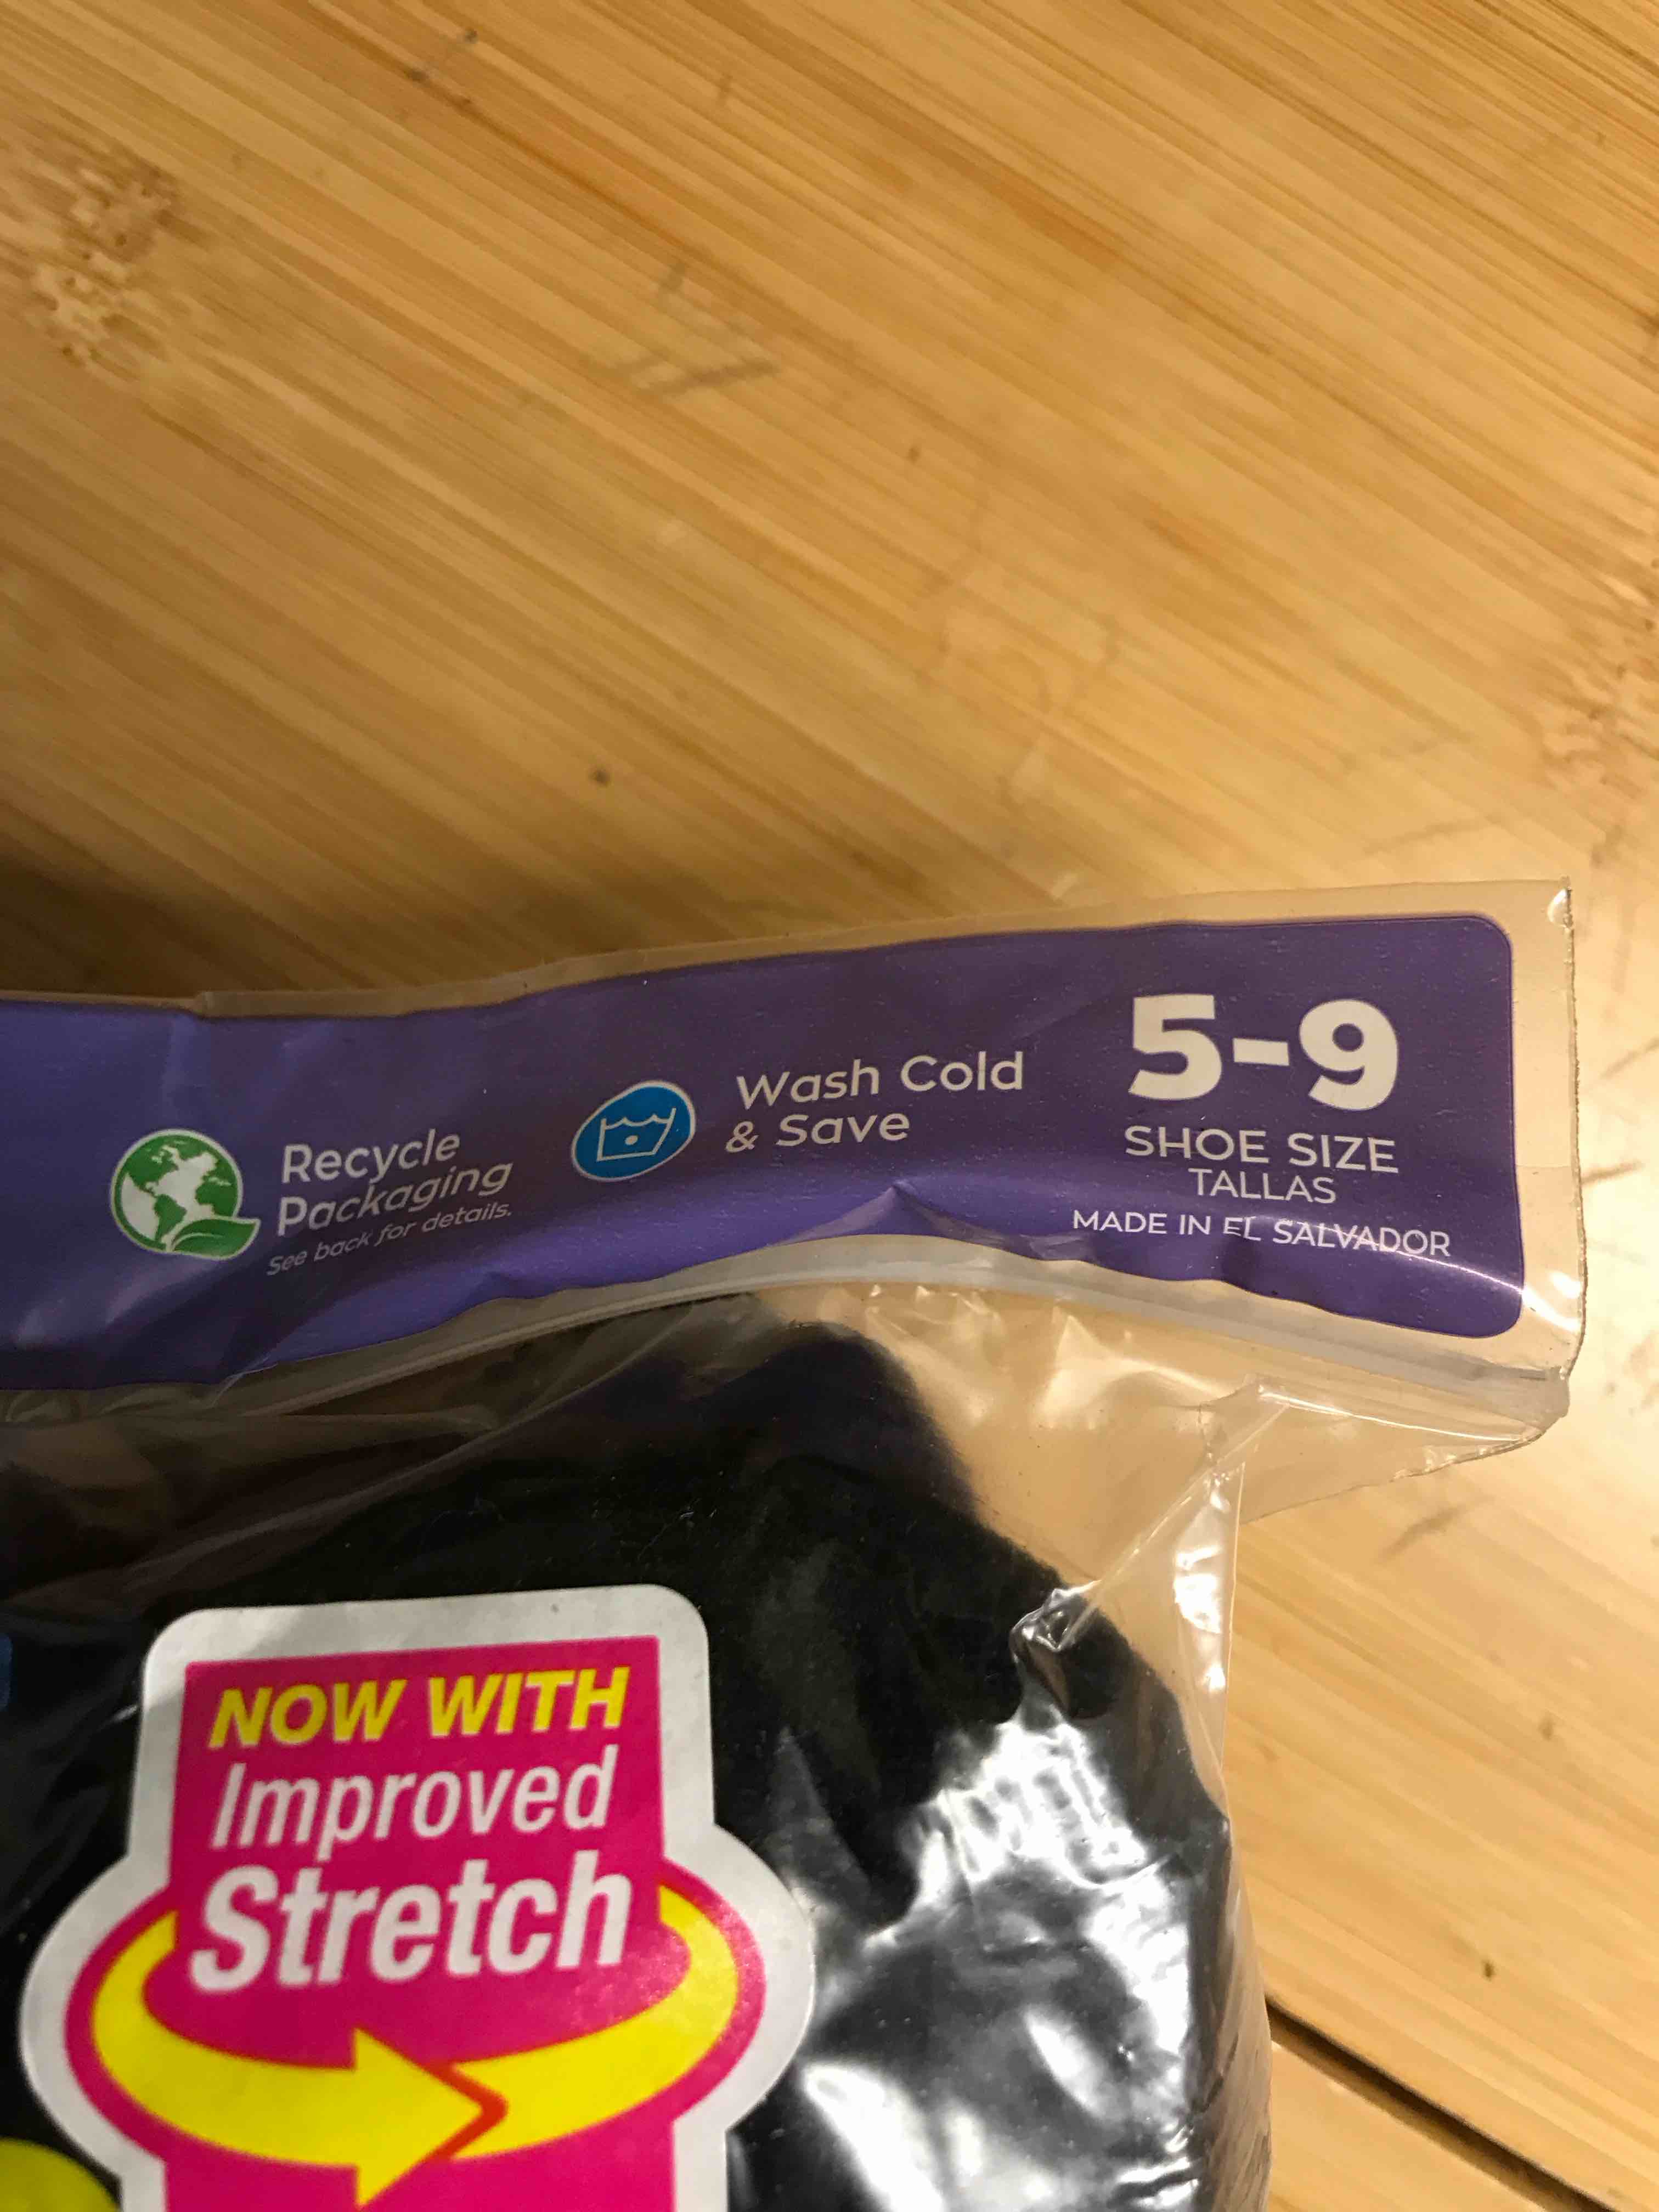 Recycle
Packaging
See back for details.
Wash Cold
& Save
5-9
SHOE SIZE
TALLAS
MADE IN EL SALVADOR
NOW WITH
Improved
Stretch